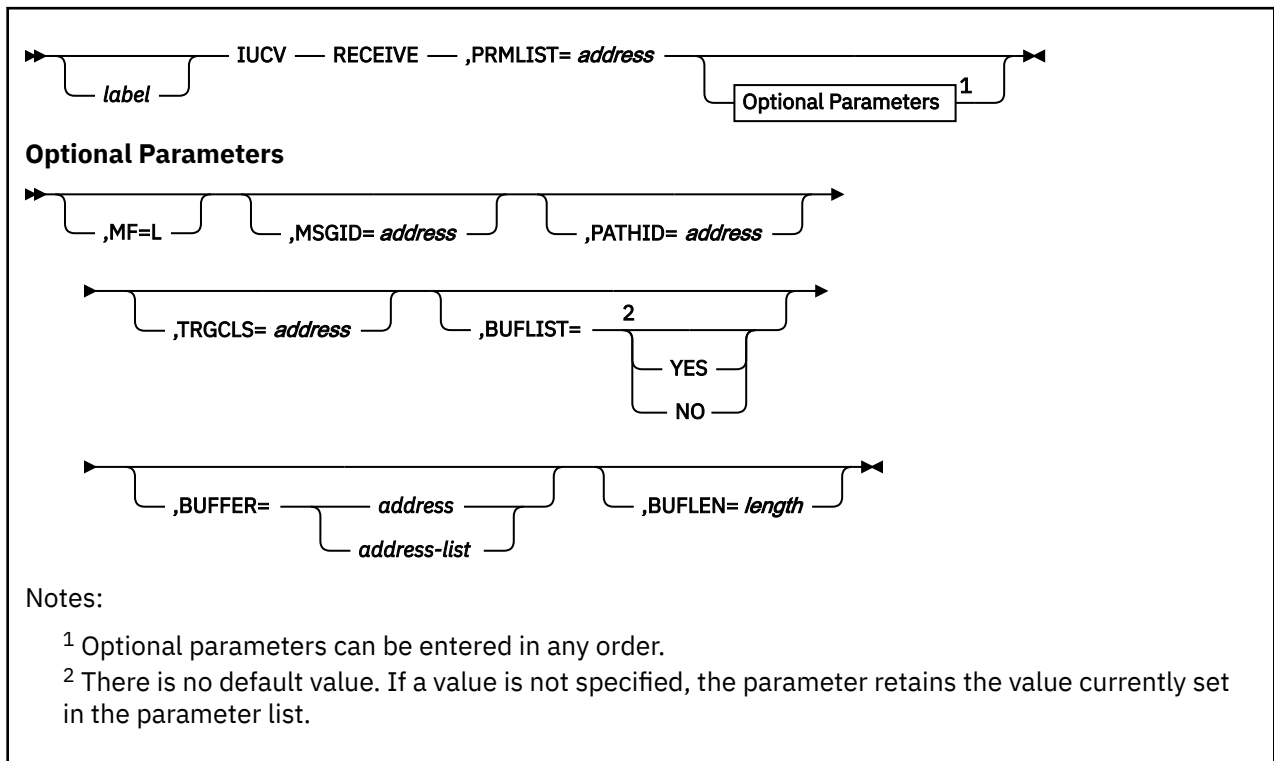 IUCV RECEIVE ,PRMLIST= address
label
Optional Parameters 1
Optional Parameters
,MF=L ,MSGID= address ,PATHID= address
,TRGCLS= address ,BUFLIST= 2
YES
NO
,BUFFER= address ,BUFLEN= length
address-list
Notes:
1 Optional parameters can be entered in any order.
2 There is no default value. If a value is not specified, the parameter retains the value currently set
in the parameter list.